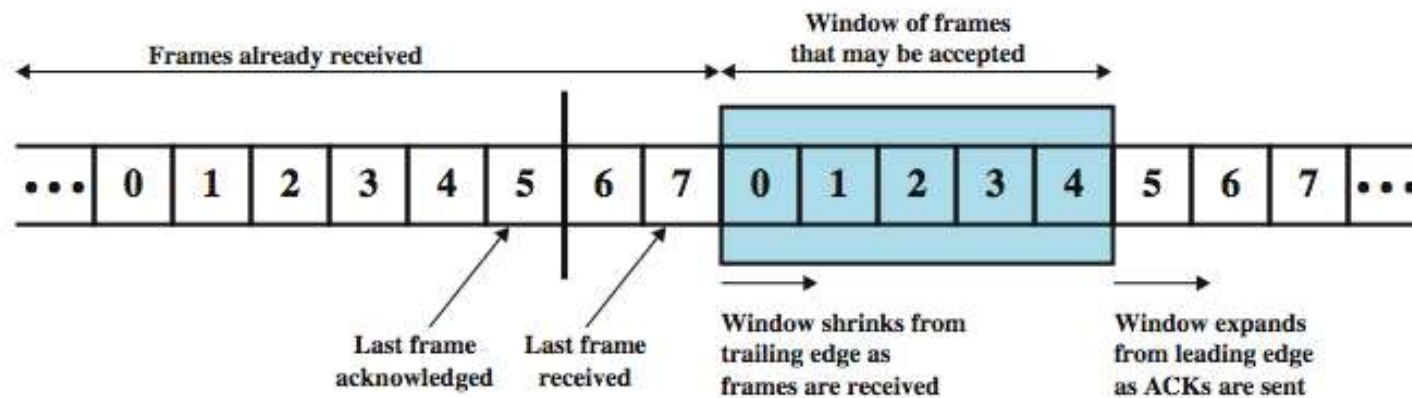 Window of frames
that may be accepted
Frames already received
••• 0 1 2 3 4 5 6 7 0 1 2 3 4 5 6 7 •••
Last frame
acknowledged
Last frame
received
Window shrinks from
trailing edge as
frames are received
Window expands
from leading edge
as ACKs are sent